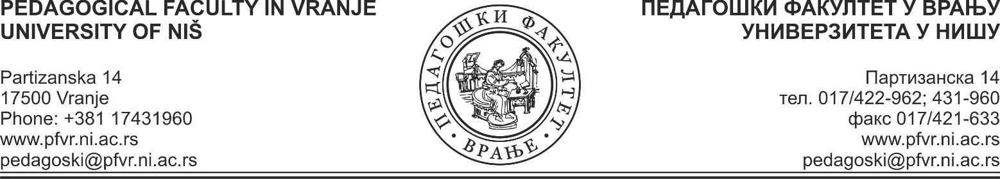 PEDAGOGICAL FACULTY IN VRANJE
UNIVERSITY OF NIŠ
Partizanska 14
17500 Vranje
Phone: +381 17431960
www.pfvr.ni.ac.rs
pedagoski@pfvr.ni.ac.rs
ПЕДАГОШКИ ФАКУЛТЕТ
ВРАЊЕ
ПЕДАГОШКИ ФАКУЛТЕТ У ВРАЊУ
УНИВЕРЗИТЕТА У НИШУ
Партизанска 14
тел. 017/422-962; 431-960
факс 017/421-633
www.pfvr.ni.ac.rs
pedagoski@pfvr.ni.ac.rs